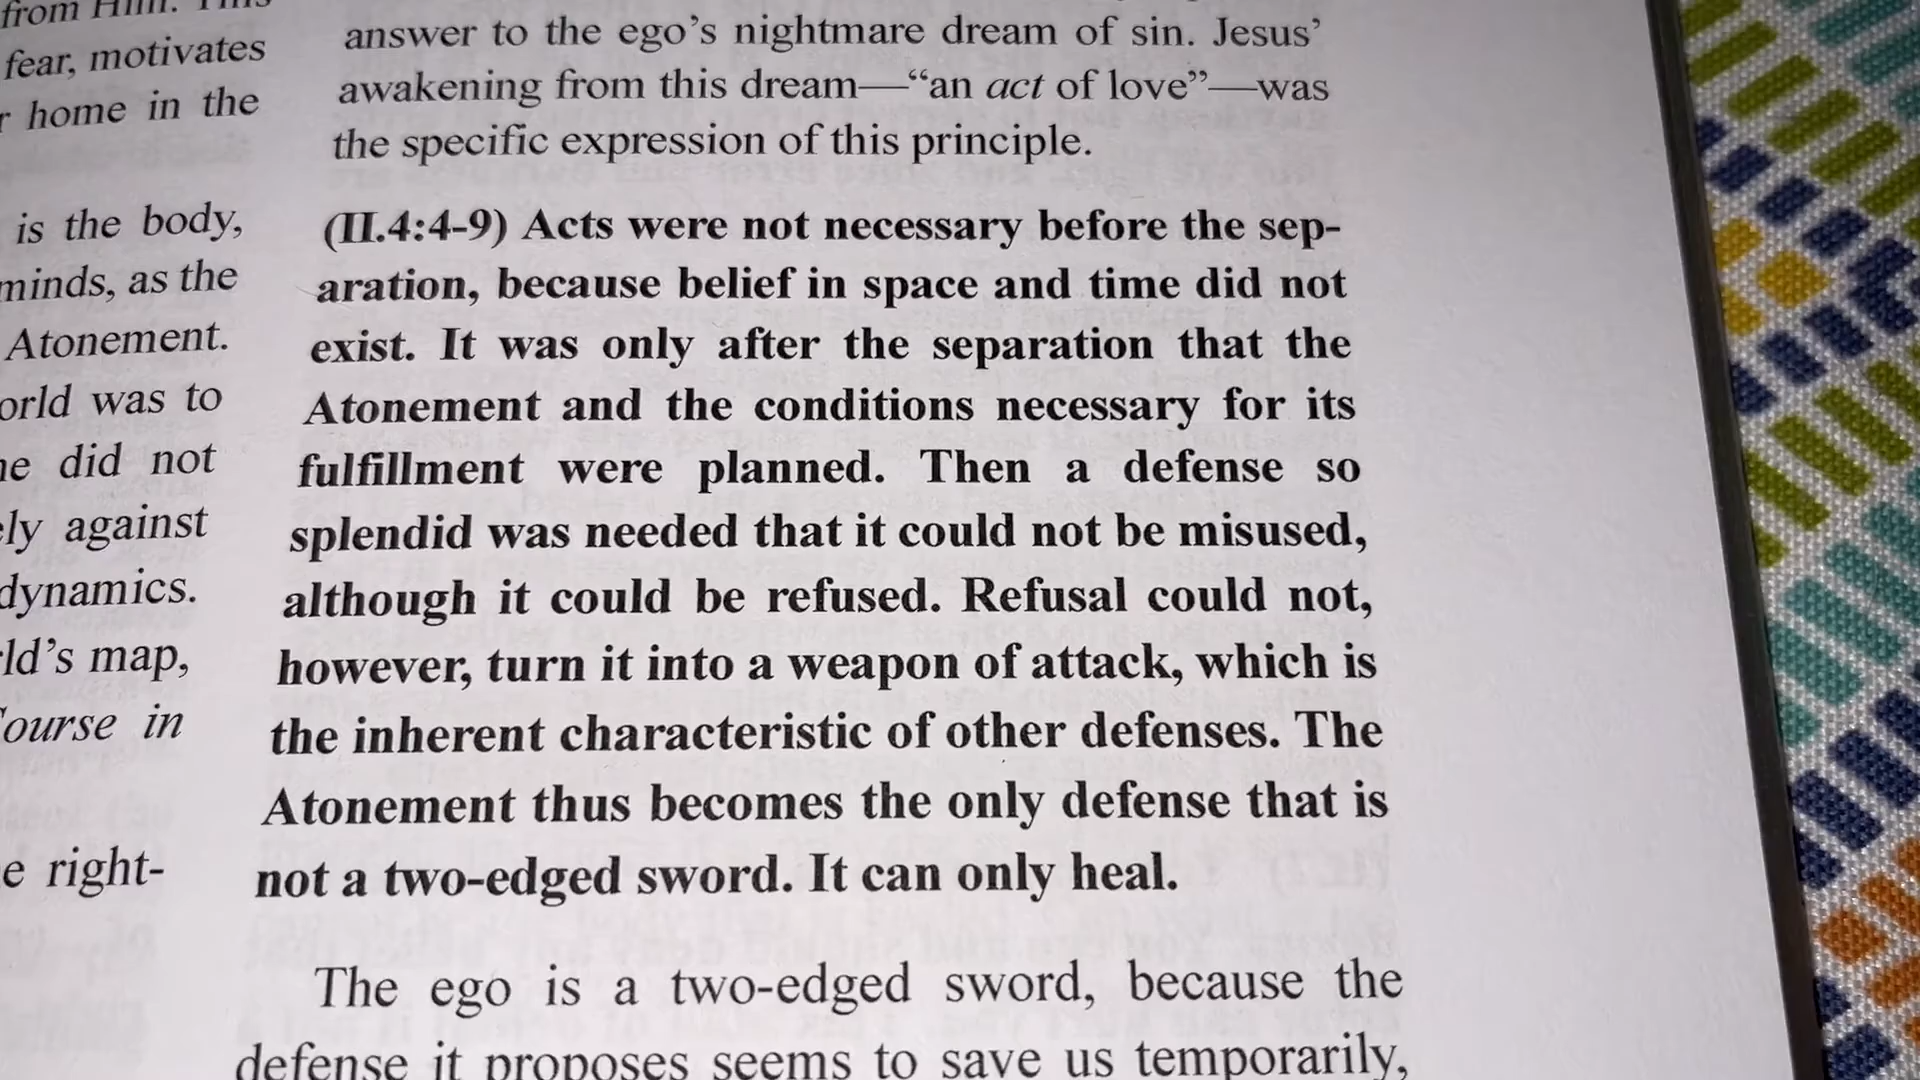 from Him. This
fear, motivates
home in the
is the body,
minds, as the
Atonement.
was to
did not
against
dynamics.
map,
in
right-
answer to the ego’s nightmare dream of sin. Jesus’
awakening from this dream—“an act of love”—was
the specific expression of this principle.
(II.4:4-9) Acts were not necessary before the sep-
aration, because belief in space and time did not
exist. It was only after the separation that the
Atonement and the conditions necessary for its
fulfillment were planned. Then a defense so
splendid was needed that it could not be misused,
although it could be refused. Refusal could not,
however, turn it into a weapon of attack, which is
the inherent characteristic of other defenses. The
Atonement thus becomes the only defense that is
not a two-edged sword. It can only heal.
The ego is a two-edged sword, because the
defense it proposes seems to save us temporarily,